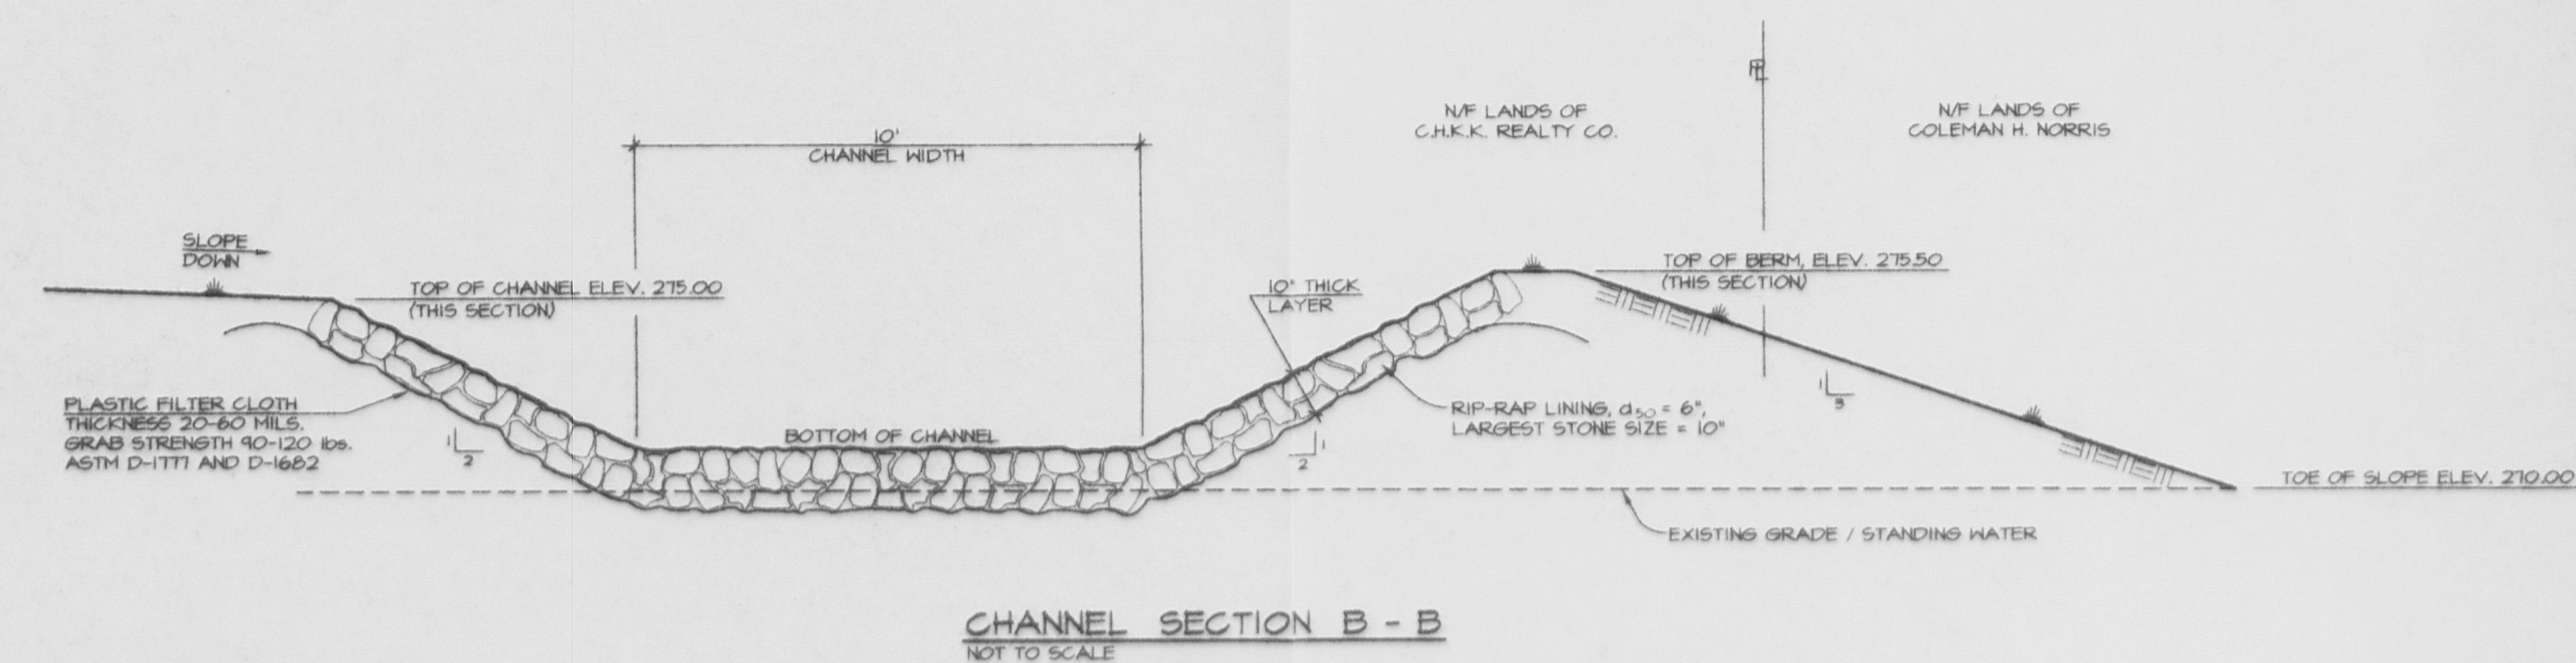 ℄
N/F LANDS OF
C.H.K.K. REALTY CO.
N/F LANDS OF
COLEMAN H. NORRIS
10'
CHANNEL WIDTH
SLOPE
DOWN
TOP OF CHANNEL ELEV. 275.00
(THIS SECTION)
10" THICK
LAYER
TOP OF BERM, ELEV. 275.50
(THIS SECTION)
PLASTIC FILTER CLOTH
THICKNESS 20-60 MILS.
GRAB STRENGTH 90-120 lbs.
ASTM D-1777 AND D-1682
1
2
BOTTOM OF CHANNEL
1
2
RIP-RAP LINING, d50 = 6",
LARGEST STONE SIZE = 10"
1
3
TOE OF SLOPE ELEV. 270.00
EXISTING GRADE / STANDING WATER
CHANNEL SECTION B - B
NOT TO SCALE